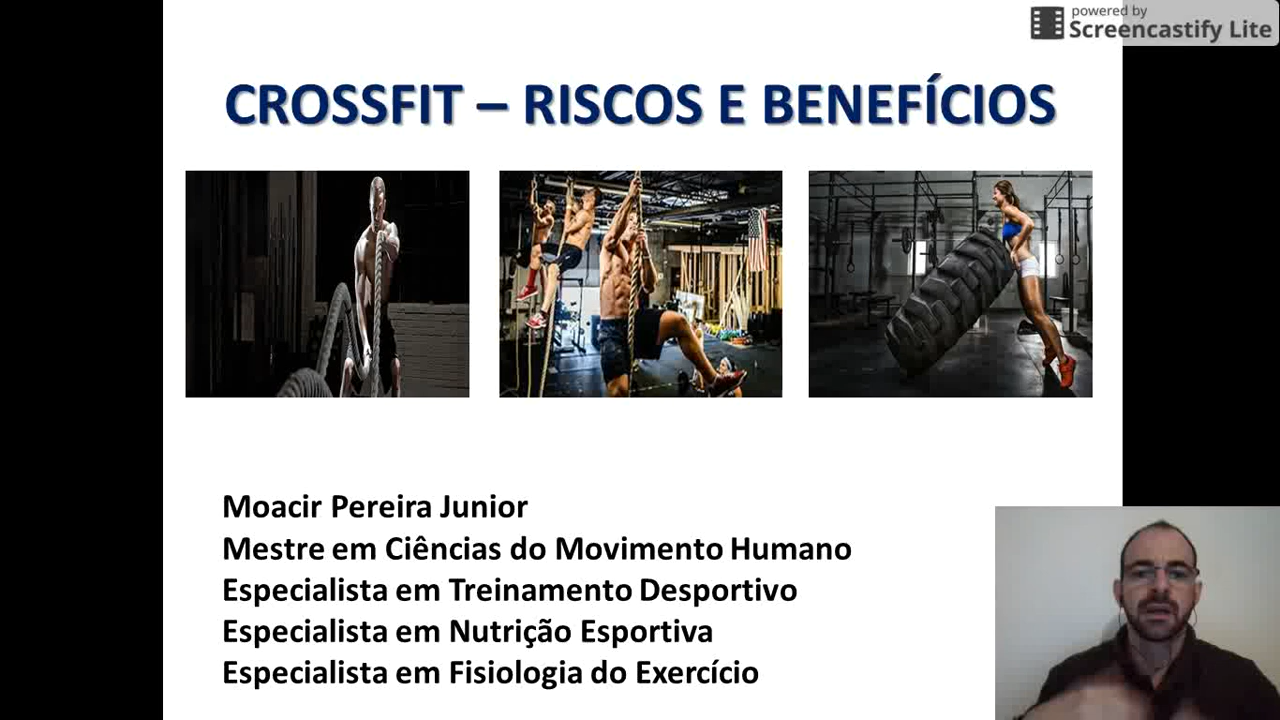 powered by
Screencastify Lite
CROSSFIT – RISCOS E BENEFÍCIOS
Moacir Pereira Junior
Mestre em Ciências do Movimento Humano
Especialista em Treinamento Desportivo
Especialista em Nutrição Esportiva
Especialista em Fisiologia do Exercício